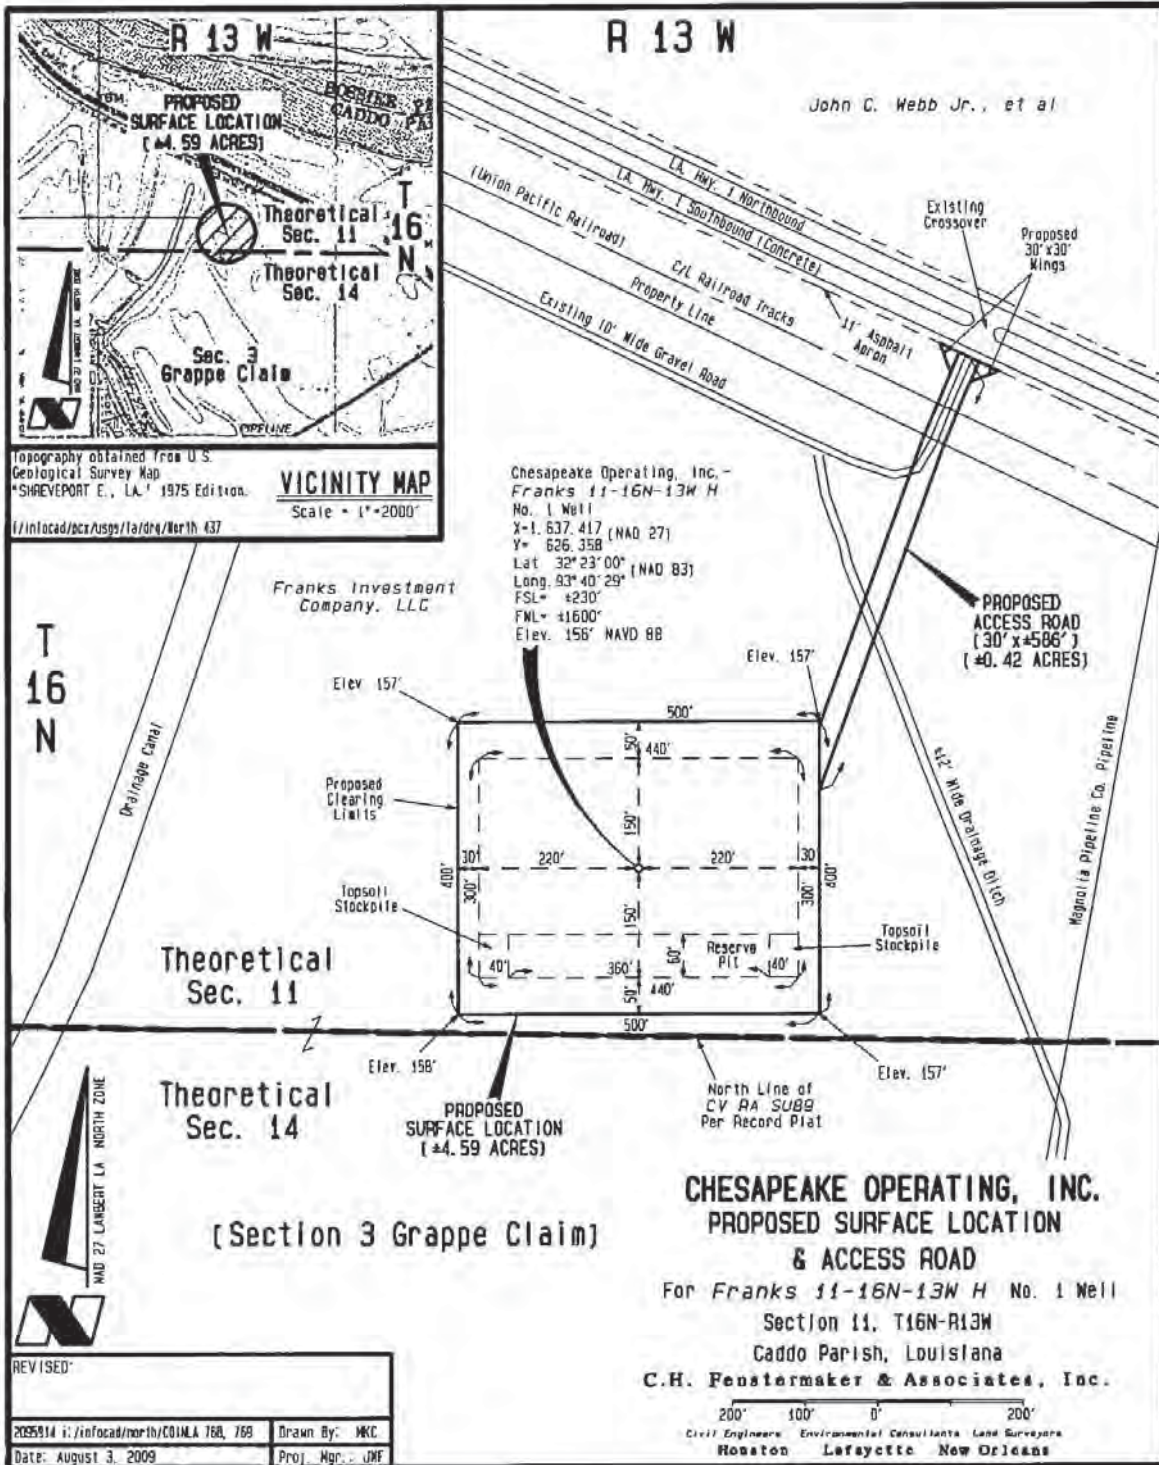 R 13 W
BOSSIER
CADDO
PROPOSED
SURFACE LOCATION
[±4.59 ACRES]
T
16
N
Theoretical
Sec. 11
Theoretical
Sec. 14
Sec. 3
Grappe Claim
PIPELINE
Topography obtained from U.S.
Geological Survey Map
"SHREVEPORT E., LA." 1975 Edition.
VICINITY MAP
Scale - 1"=2000'
R 13 W
John C. Webb Jr., et al
LA. Hwy. 1 Northbound
LA. Hwy. 1 Southbound (Concrete)
(Union Pacific Railroad)
C/L Railroad Tracks
Property Line
Existing 10' Wide Gravel Road
11' Asphalt
Apron
Existing
Crossover
Proposed
30'x30'
Wings
Chesapeake Operating, Inc.-
Franks 11-16N-13W H
No. 1 Well
X=1,637,417 (NAD 27)
Y= 626,358
Lat. 32°23'00" (NAD 83)
Long. 93°40'29"
FSL= ±230'
FWL= ±1600'
Elev. 156' NAVD 88
Franks Investment
Company, LLC
T
16
N
Drainage Canal
PROPOSED
ACCESS ROAD
(30'x±586')
(±0.42 ACRES)
±12' Wide Drainage Ditch
Magnolia Pipeline Co. Pipeline
Elev 157'
Elev. 157'
500'
50'
440'
Proposed
Clearing
Limits
150'
30'
220'
220'
30'
400'
300'
300'
400'
Topsoil
Stockpile
150'
60'
Reserve
Pit
Topsoil
Stockpile
40'
360'
40'
50'
440'
500'
Theoretical
Sec. 11
Elev. 158'
Elev. 157'
Theoretical
Sec. 14
PROPOSED
SURFACE LOCATION
(±4.59 ACRES)
North Line of
CV RA SU89
Per Record Plat
NAD 27 LAMBERT LA NORTH ZONE
[Section 3 Grappe Claim]
CHESAPEAKE OPERATING, INC.
PROPOSED SURFACE LOCATION
& ACCESS ROAD
For Franks 11-16N-13W H No. 1 Well
Section 11, T16N-R13W
Caddo Parish, Louisiana
C.H. Fenstermaker & Associates, Inc.
200' 100' 0' 200'
Civil Engineers Environmental Consultants Land Surveyors
Houston Lafayette New Orleans
REVISED:
2095914 i:/infocad/north/COINLA 768, 769
Drawn By: MKC
Date: August 3, 2009
Proj. Mgr.: JWF